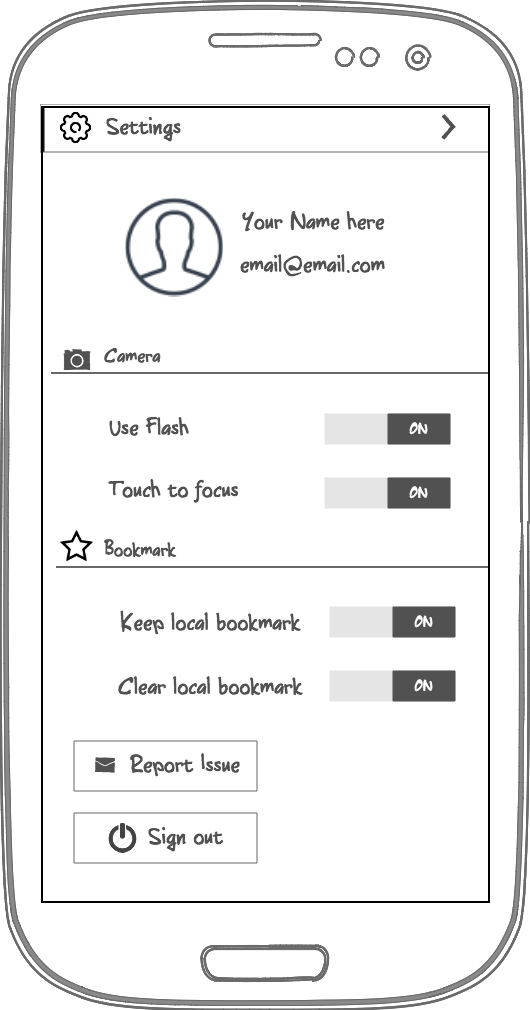 Settings
Your Name here
email@email.com
Camera
Use Flash ON
Touch to focus ON
Bookmark
Keep local bookmark ON
Clear local bookmark ON
Report Issue
Sign out